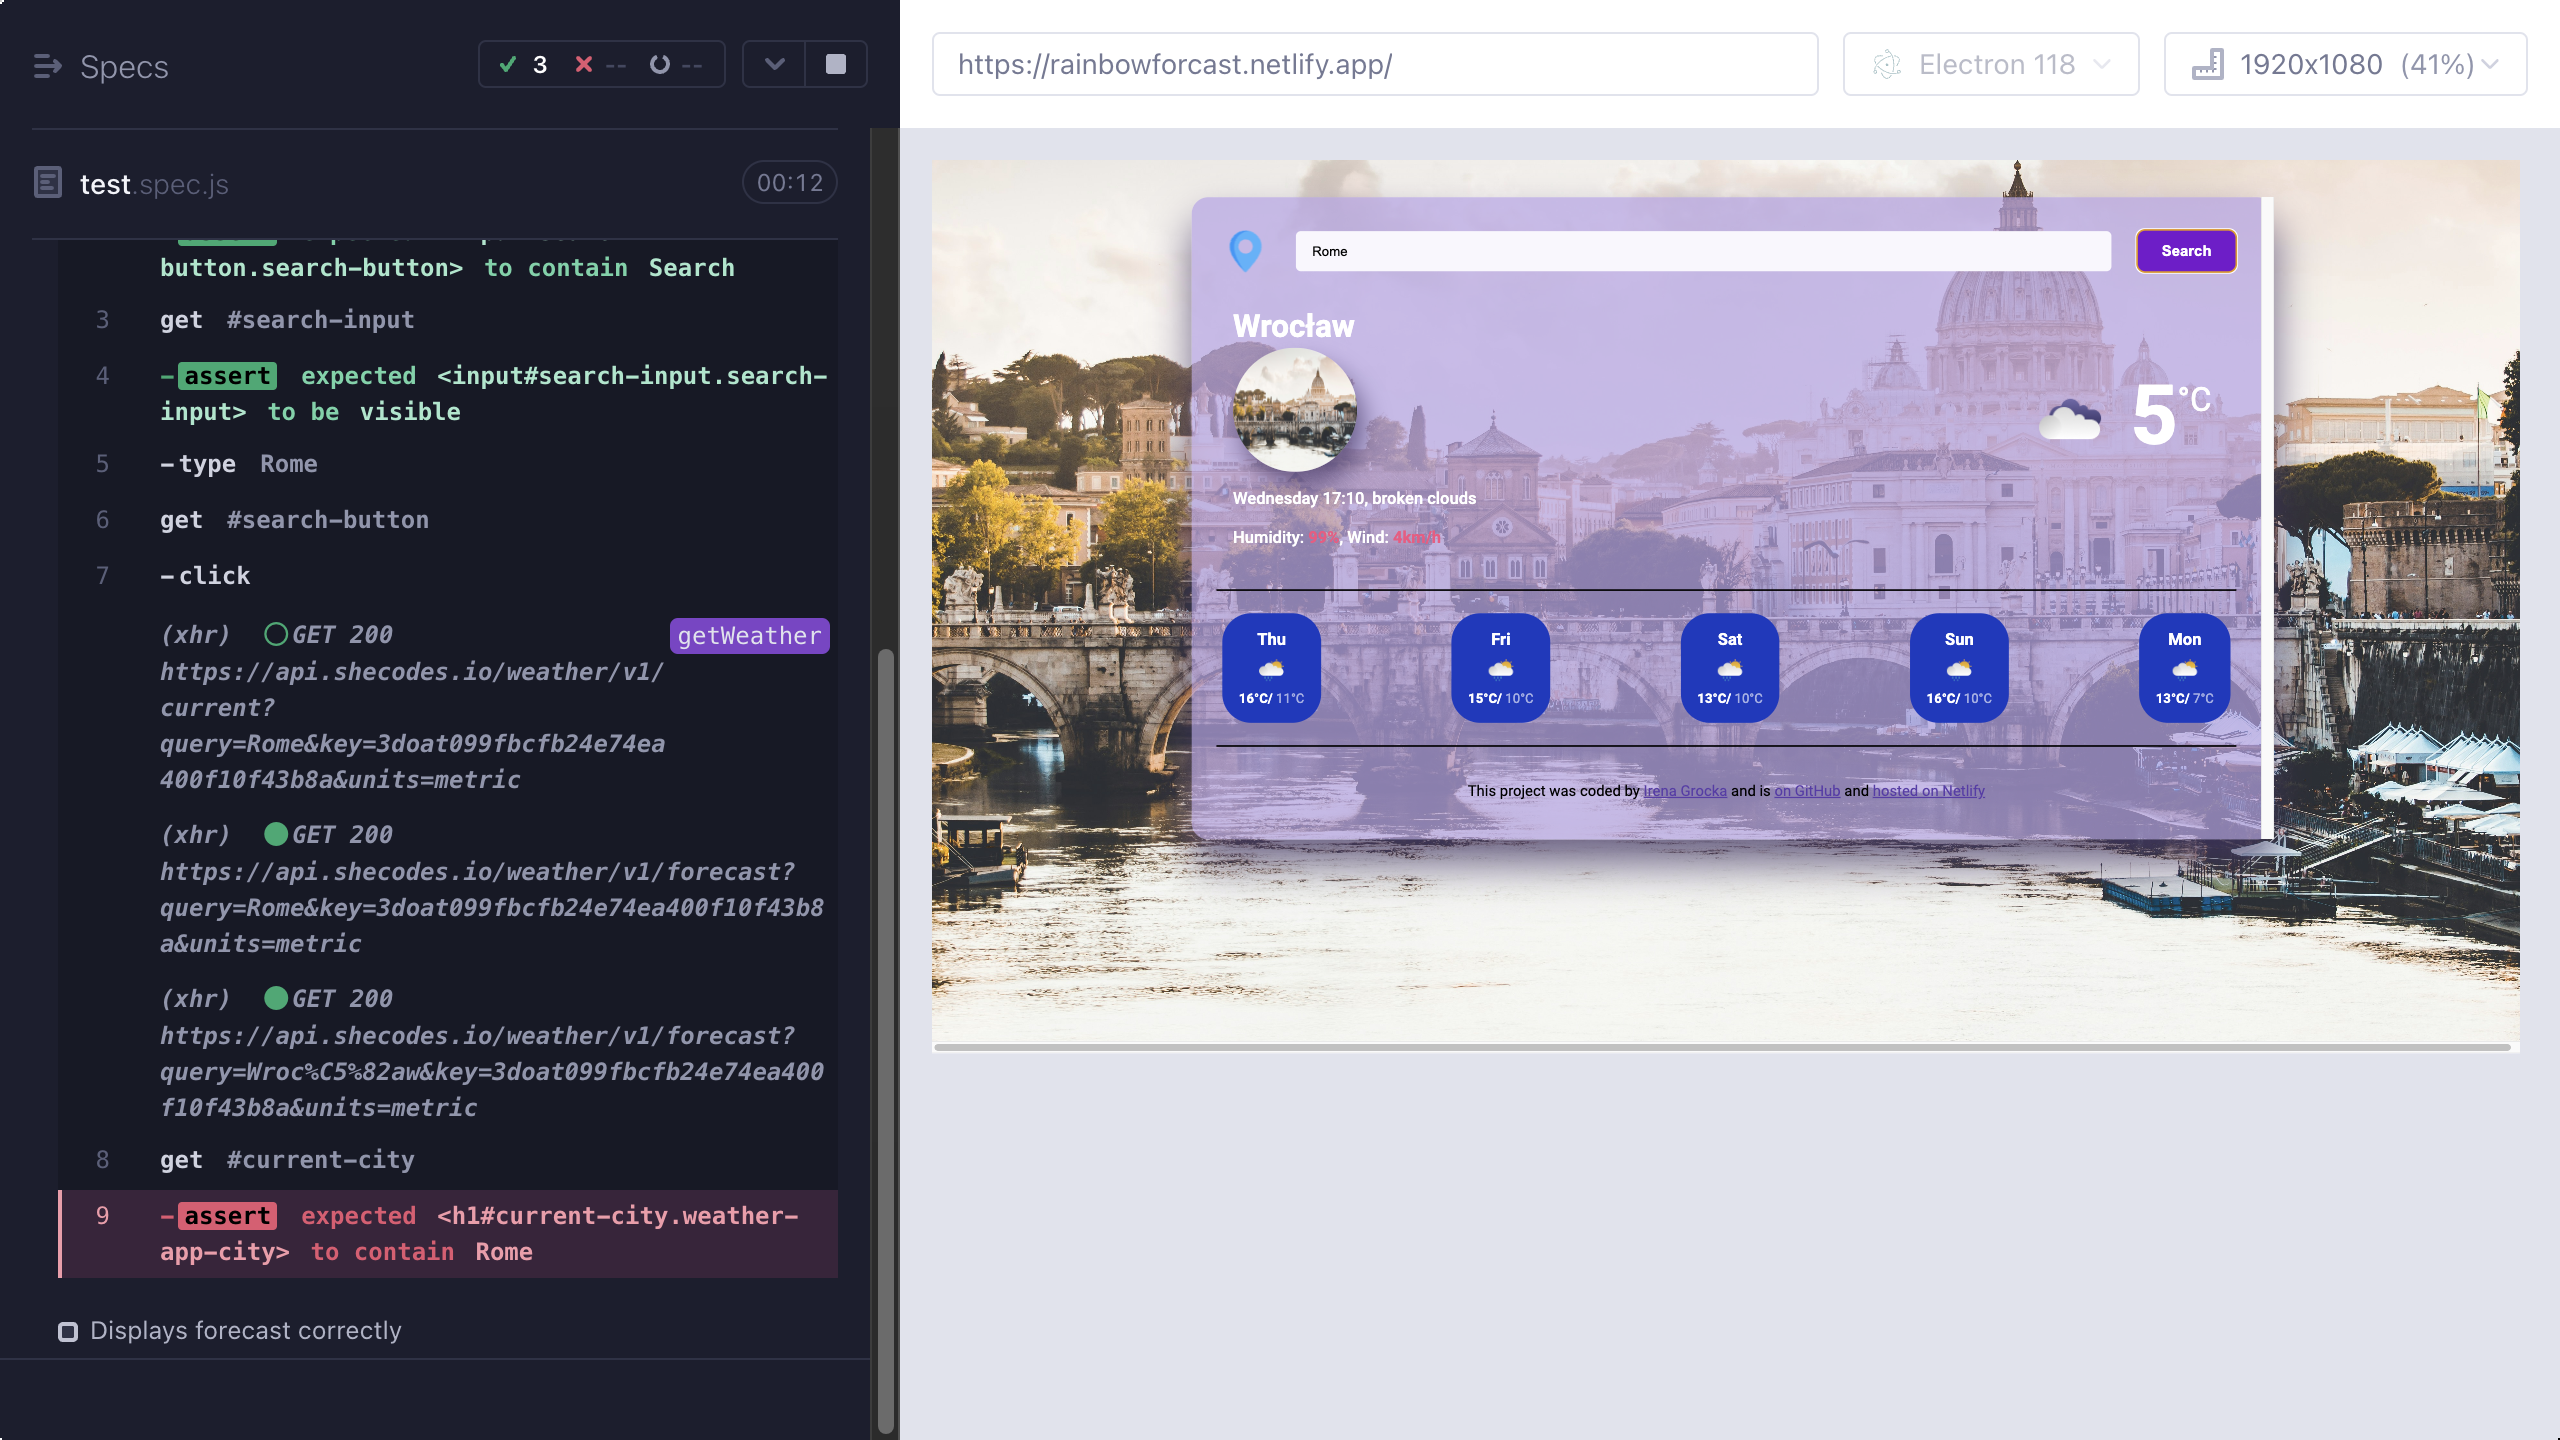 Specs
3
--
--
test.spec.js
00:12
button.search-button> to contain Search
3 get #search-input
4 -assert expected <input#search-input.search-
input> to be visible
5 -type Rome
6 get #search-button
7 -click
(xhr) GET 200 getWeather
https://api.shecodes.io/weather/v1/
current?
query=Rome&key=3doat099fbcfb24e74ea
400f10f43b8a&units=metric
(xhr) GET 200
https://api.shecodes.io/weather/v1/forecast?
query=Rome&key=3doat099fbcfb24e74ea400f10f43b8
a&units=metric
(xhr) GET 200
https://api.shecodes.io/weather/v1/forecast?
query=Wroc%C5%82aw&key=3doat099fbcfb24e74ea400
f10f43b8a&units=metric
8 get #current-city
9 -assert expected <h1#current-city.weather-
app-city> to contain Rome
Displays forecast correctly
https://rainbowforcast.netlify.app/
Electron 118
1920x1080 (41%)
Rome
Search
Wrocław
5°C
Wednesday 17:10, broken clouds
Humidity: 99%, Wind: 4km/h
Thu
16°C/ 11°C
Fri
15°C/ 10°C
Sat
13°C/ 10°C
Sun
16°C/ 10°C
Mon
13°C/ 7°C
This project was coded by Irena Grocka and is on GitHub and hosted on Netlify